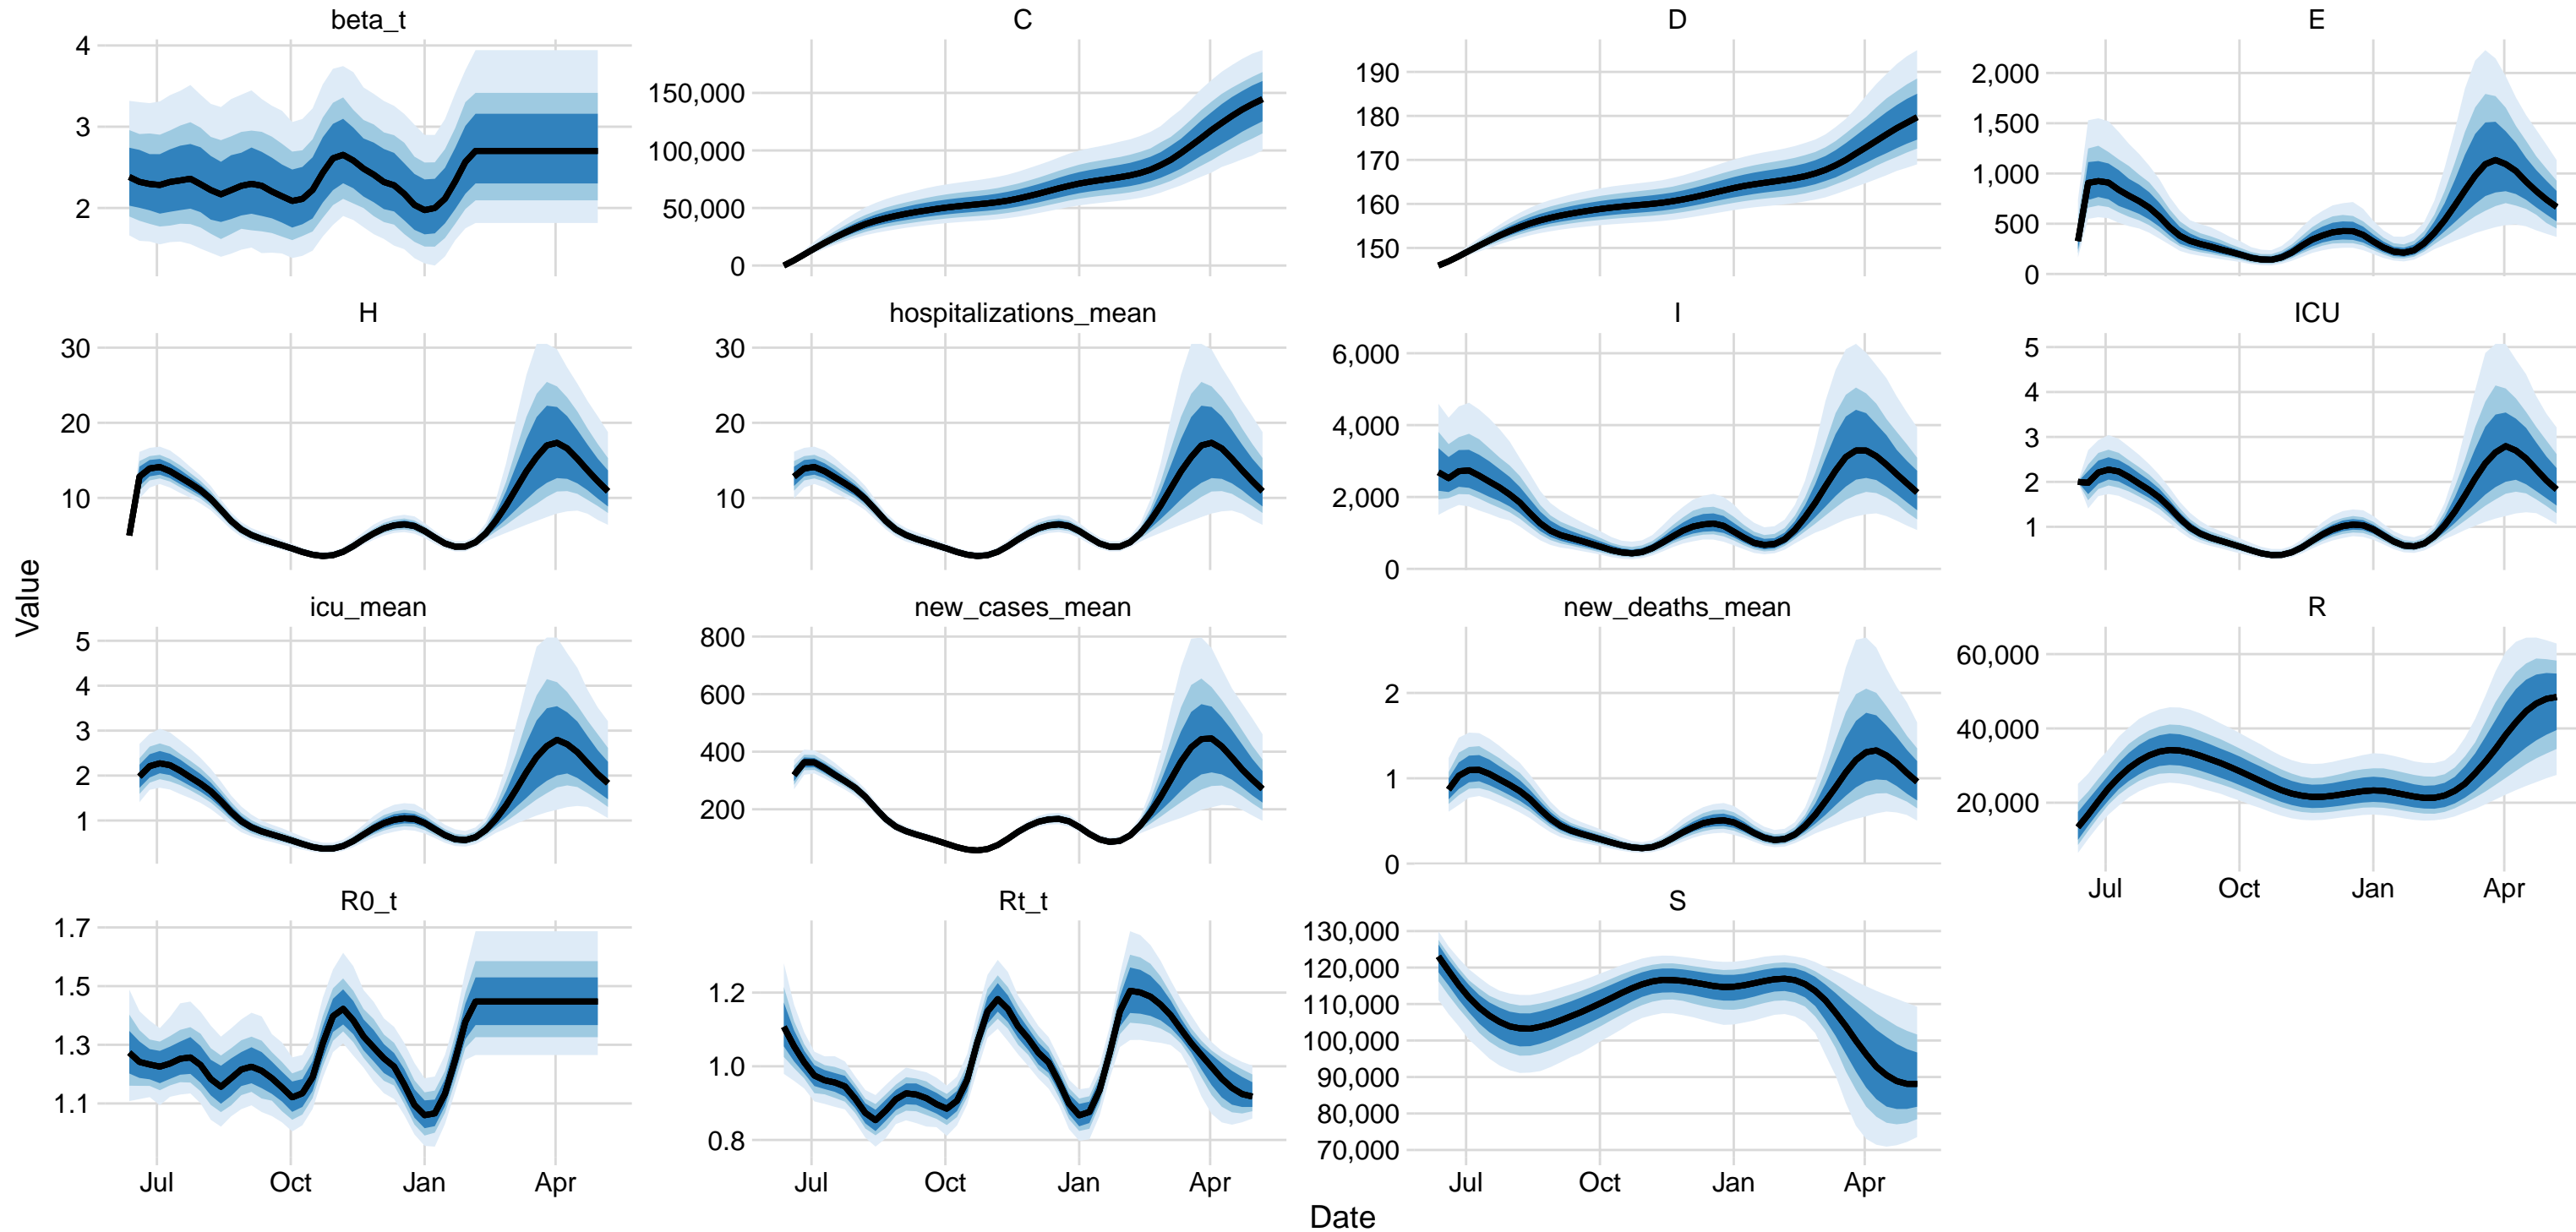 beta_t
C
D
E
4
3
2
150,000
100,000
50,000
0
190
180
170
160
150
2,000
1,500
1,000
500
0
H
hospitalizations_mean
I
ICU
30
20
10
30
20
10
6,000
4,000
2,000
0
5
4
3
2
1
Value
icu_mean
new_cases_mean
new_deaths_mean
R
5
4
3
2
1
800
600
400
200
2
1
0
60,000
40,000
20,000
Jul Oct Jan Apr
R0_t
Rt_t
S
1.7
1.5
1.3
1.1
1.2
1.0
0.8
130,000
120,000
110,000
100,000
90,000
80,000
70,000
Jul Oct Jan Apr
Jul Oct Jan Apr
Jul Oct Jan Apr
Date